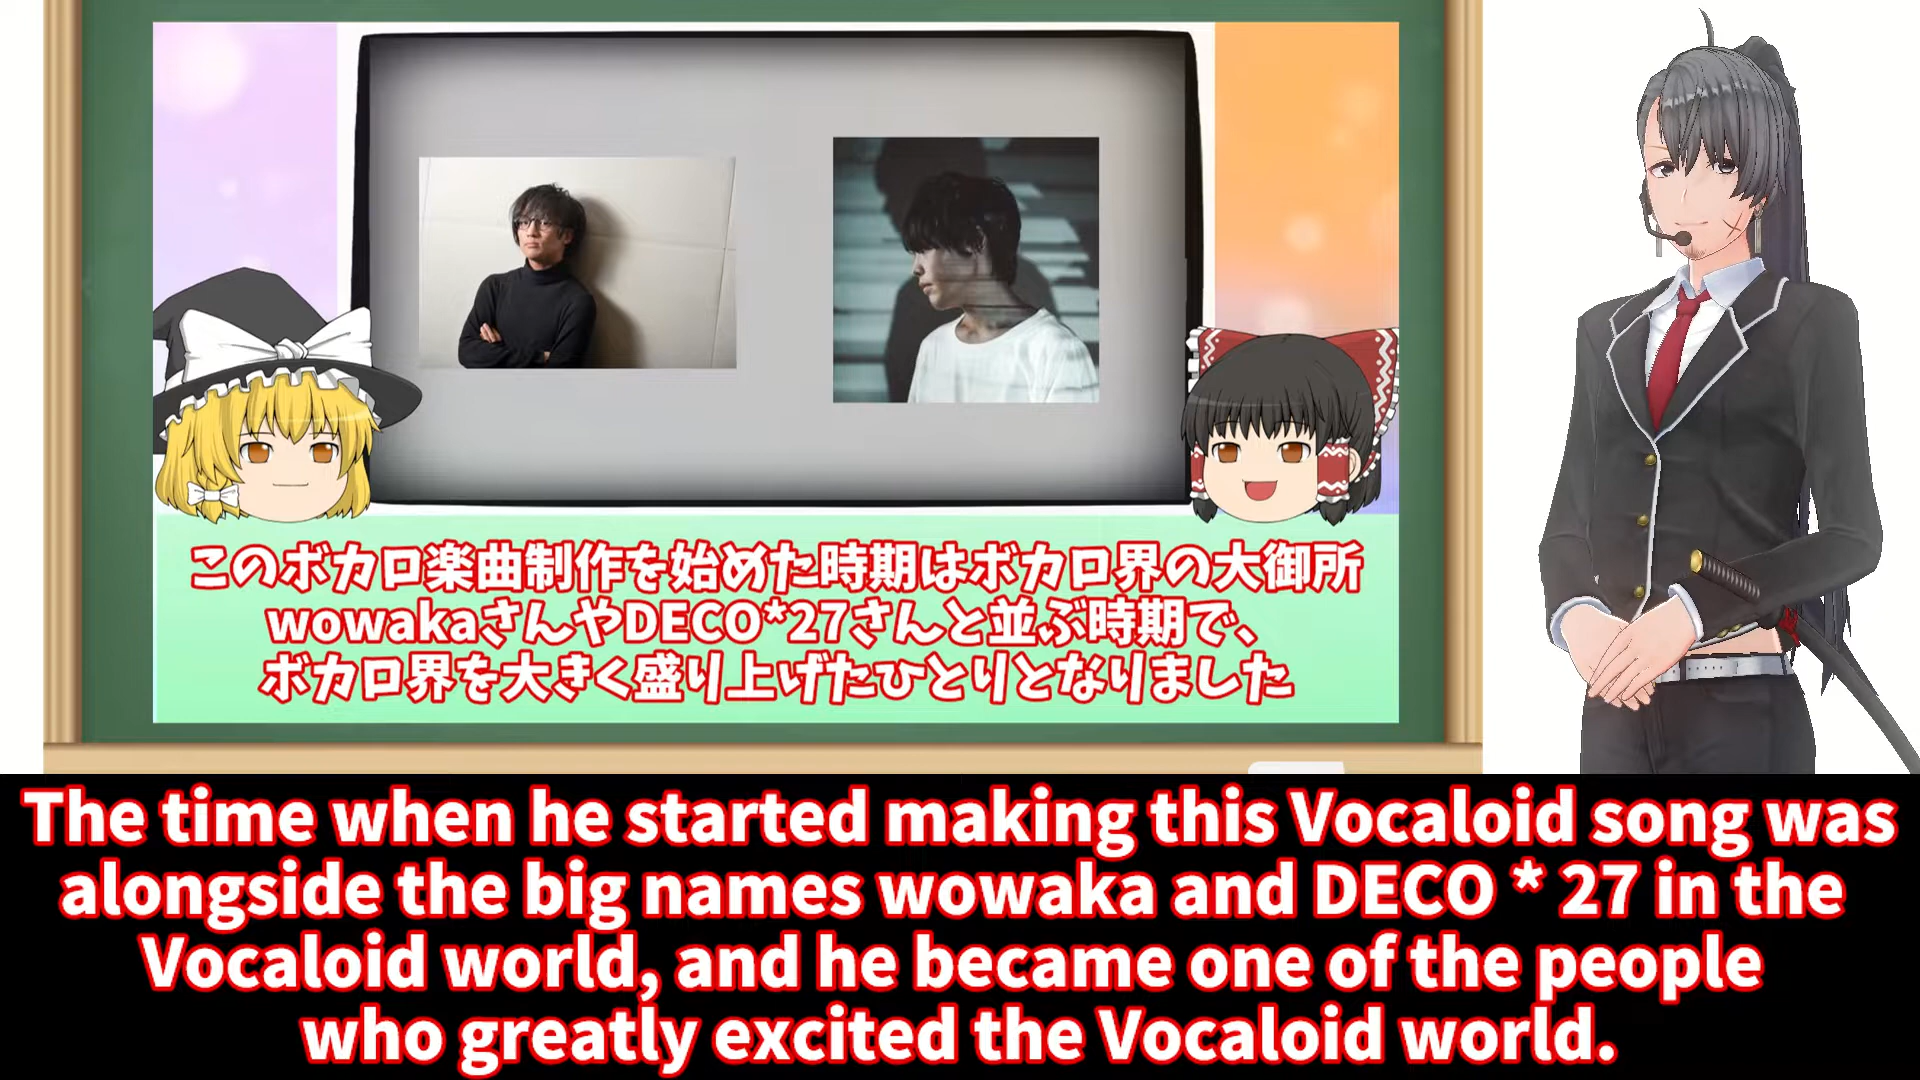 このボカロ楽曲制作を始めた時期はボカロ界の大御所
wowakaさんやDECO*27さんと並ぶ時期で、
ボカロ界を大きく盛り上げたひとりとなりました
The time when he started making this Vocaloid song was
alongside the big names wowaka and DECO * 27 in the
Vocaloid world, and he became one of the people
who greatly excited the Vocaloid world.